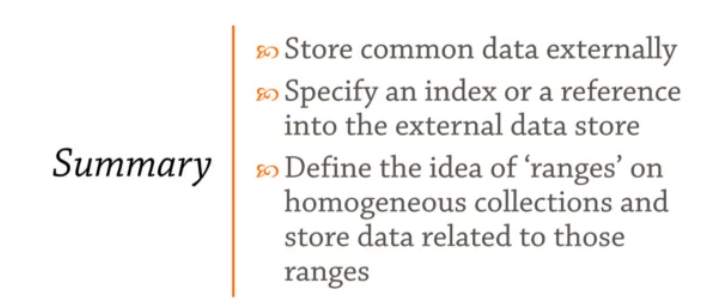 Summary
Store common data externally
Specify an index or a reference
into the external data store
Define the idea of ‘ranges’ on
homogeneous collections and
store data related to those
ranges